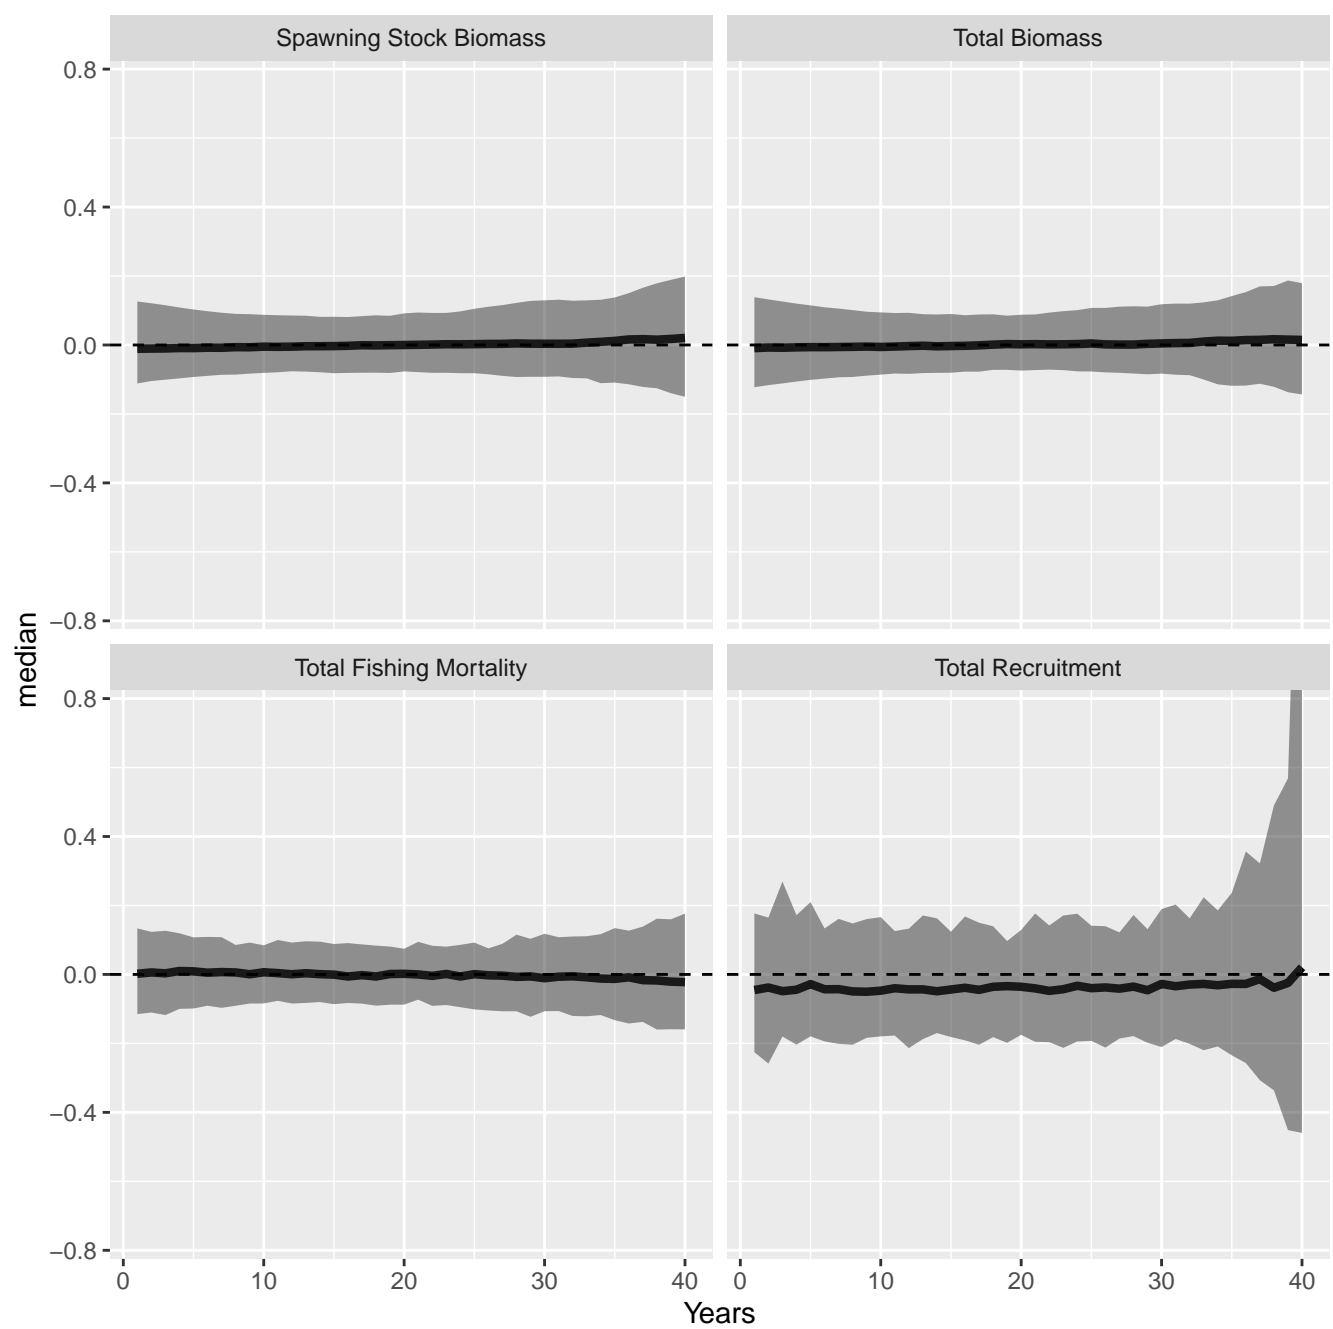 Spawning Stock Biomass
Total Biomass
0.8
0.4
0.0
−0.4
−0.8
median
Total Fishing Mortality
Total Recruitment
0.8
0.4
0.0
−0.4
−0.8
0 10 20 30 40
0 10 20 30 40
Years